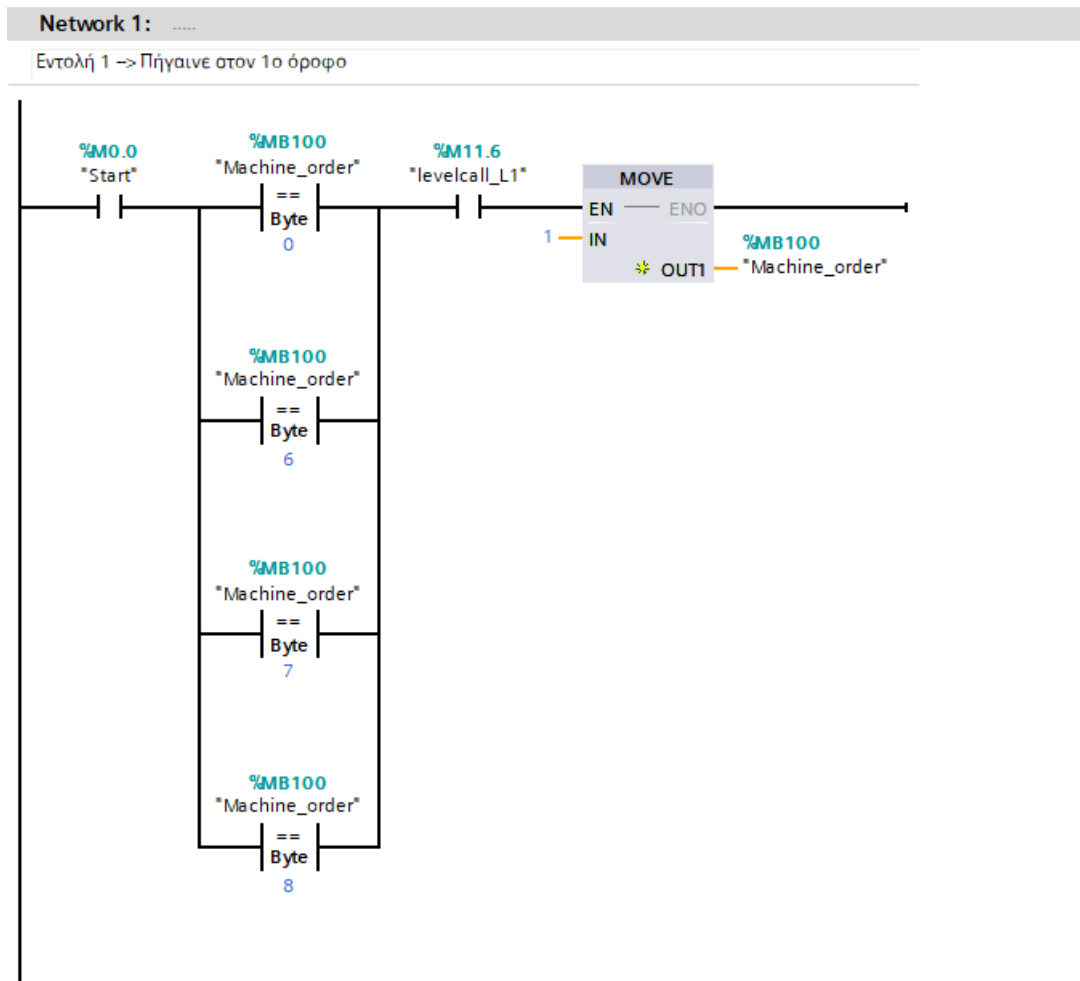 Network 1: .....
Εντολή 1 --> Πήγαινε στον 1ο όροφο
%M0.0
"Start"
%MB100
"Machine_order"
==
Byte
0
%M11.6
"levelcall_L1"
MOVE
EN ENO
1 IN
OUT1
%MB100
"Machine_order"
%MB100
"Machine_order"
==
Byte
6
%MB100
"Machine_order"
==
Byte
7
%MB100
"Machine_order"
==
Byte
8